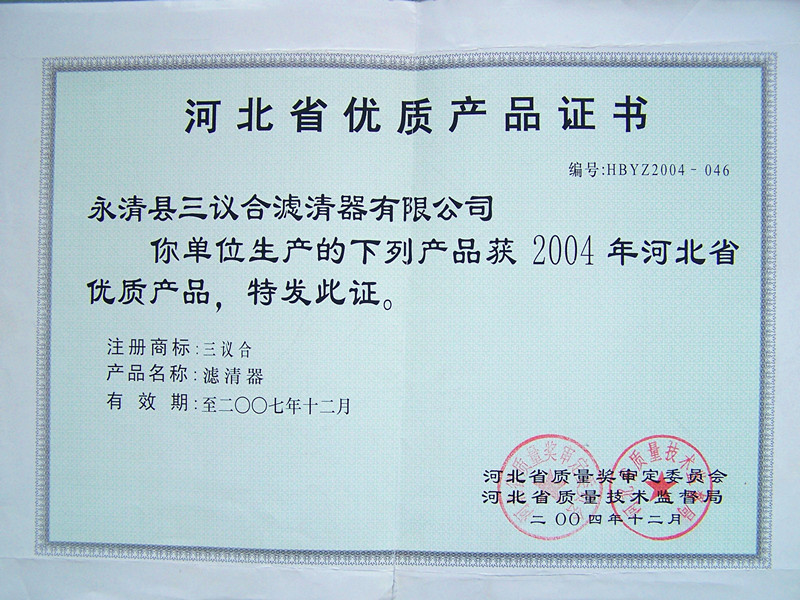 河北省优质产品证书
编号:HBYZ2004-046
永清县三议合滤清器有限公司
你单位生产的下列产品获 2004 年河北省
优质产品，特发此证。
注册商标:三议合
产品名称:滤清器
有 效 期:至二〇〇七年十二月
河北省质量奖审定委员会
河北省质量技术监督局
二〇〇四年十二月